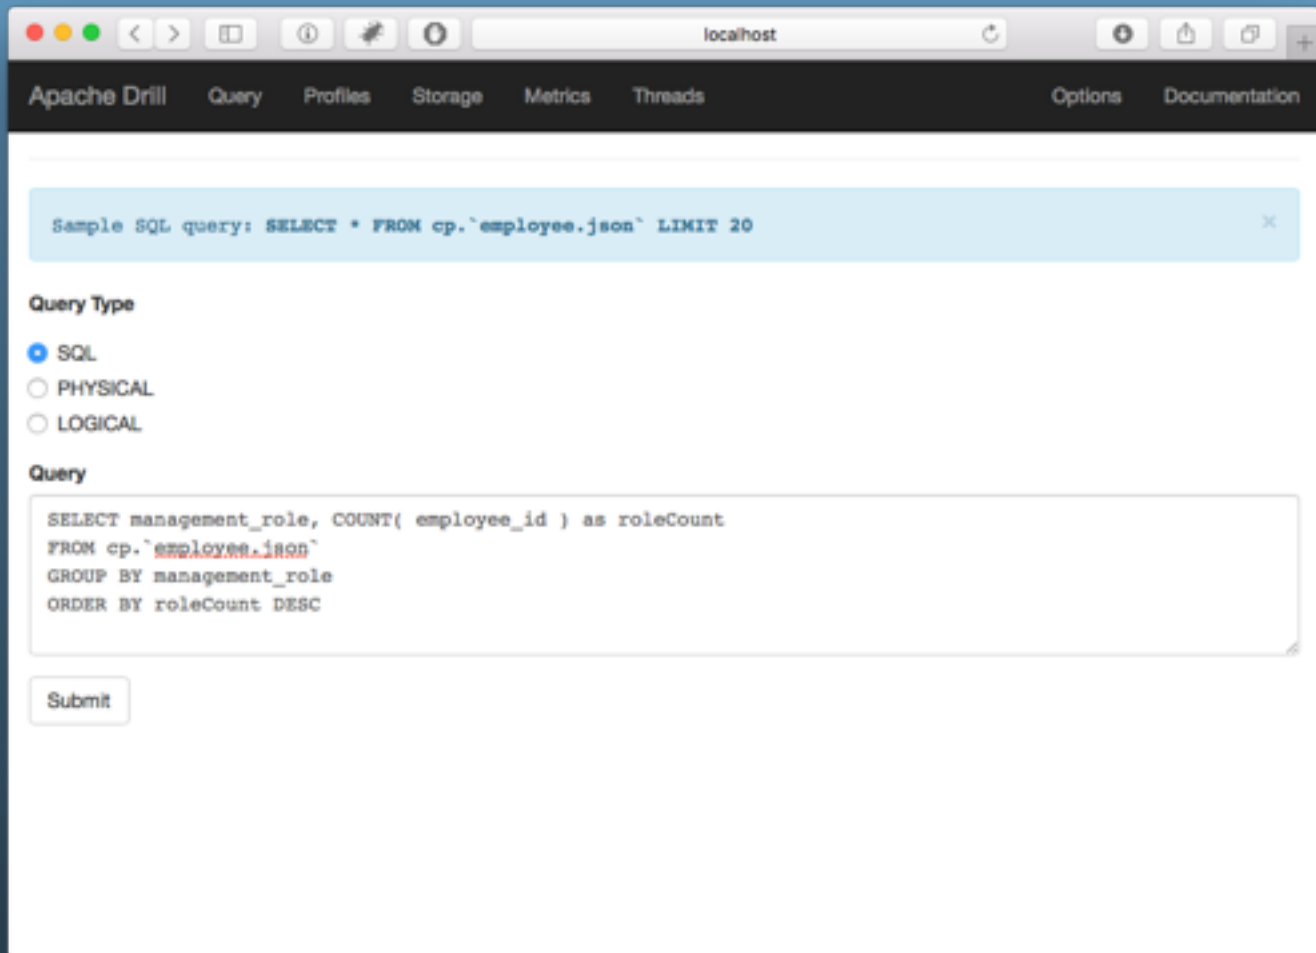 localhost
Apache Drill Query Profiles Storage Metrics Threads Options Documentation
Sample SQL query: SELECT * FROM cp.`employee.json` LIMIT 20
Query Type
SQL
PHYSICAL
LOGICAL
Query
SELECT management_role, COUNT( employee_id ) as roleCount
FROM cp.`employee.json`
GROUP BY management_role
ORDER BY roleCount DESC
Submit